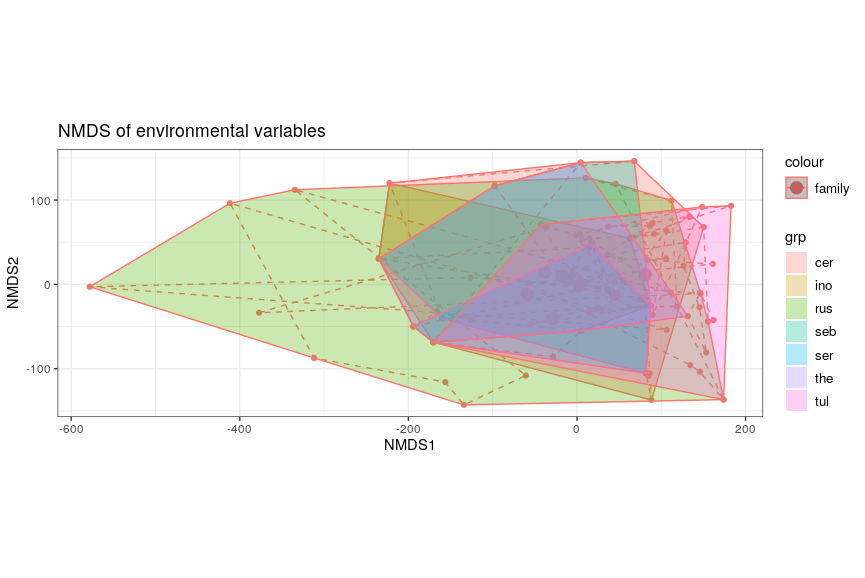 NMDS of environmental variables
NMDS2
100
0
-100
-600
-400
-200
0
200
NMDS1
colour
family
grp
cer
ino
rus
seb
ser
the
tul